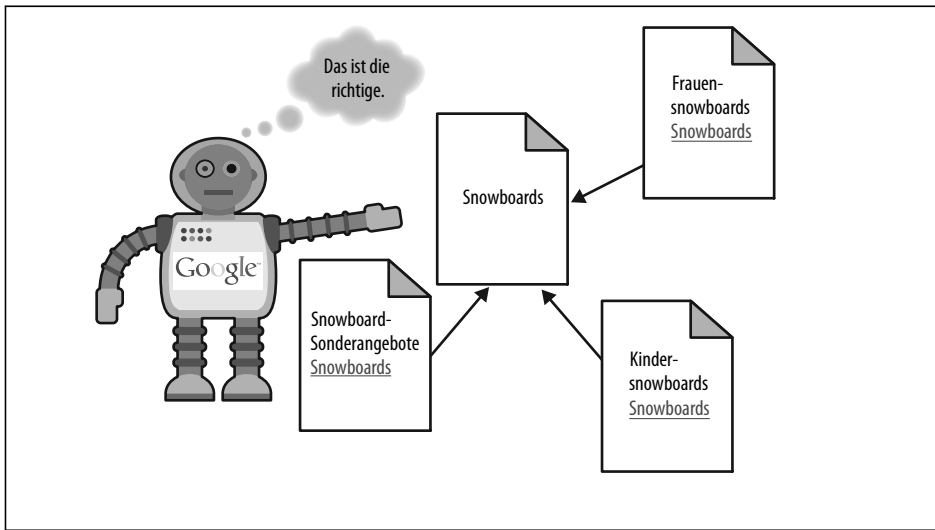 Das ist die
richtige.
Google
Snowboards
Frauen-
snowboards
Snowboards
Snowboard-
Sonderangebote
Snowboards
Kinder-
snowboards
Snowboards